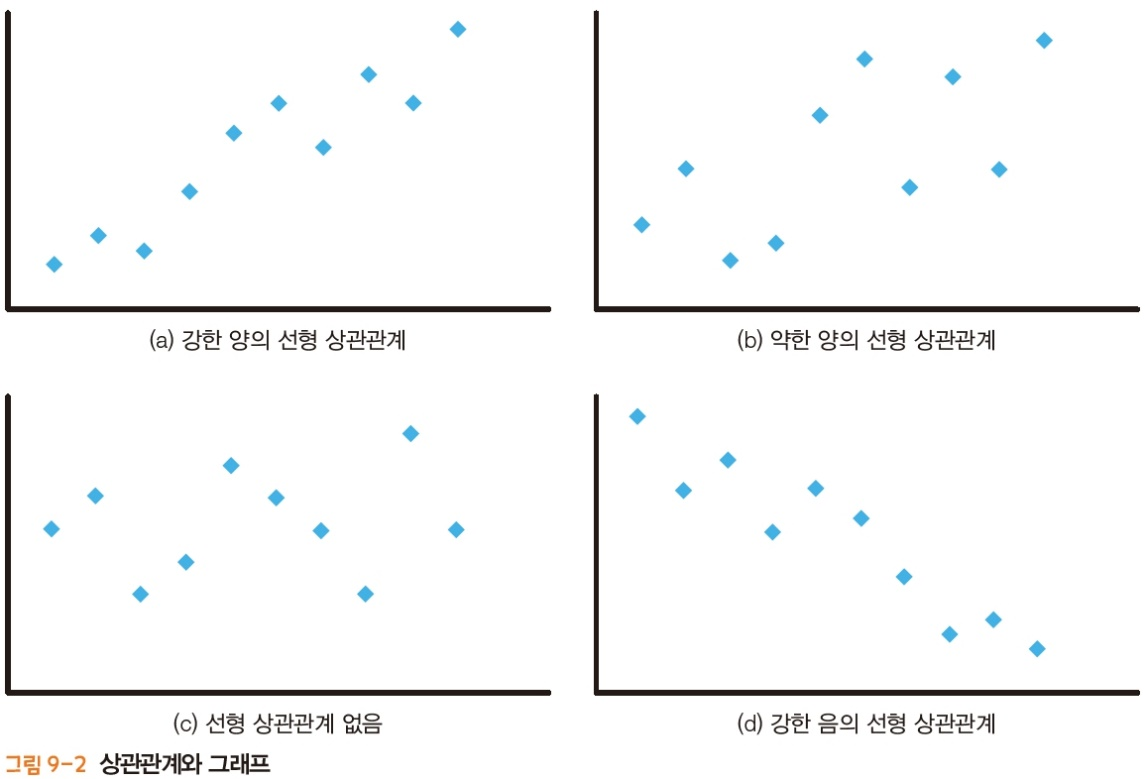 (a) 강한 양의 선형 상관관계
(b) 약한 양의 선형 상관관계
(c) 선형 상관관계 없음
(d) 강한 음의 선형 상관관계
그림 9-2 상관관계와 그래프